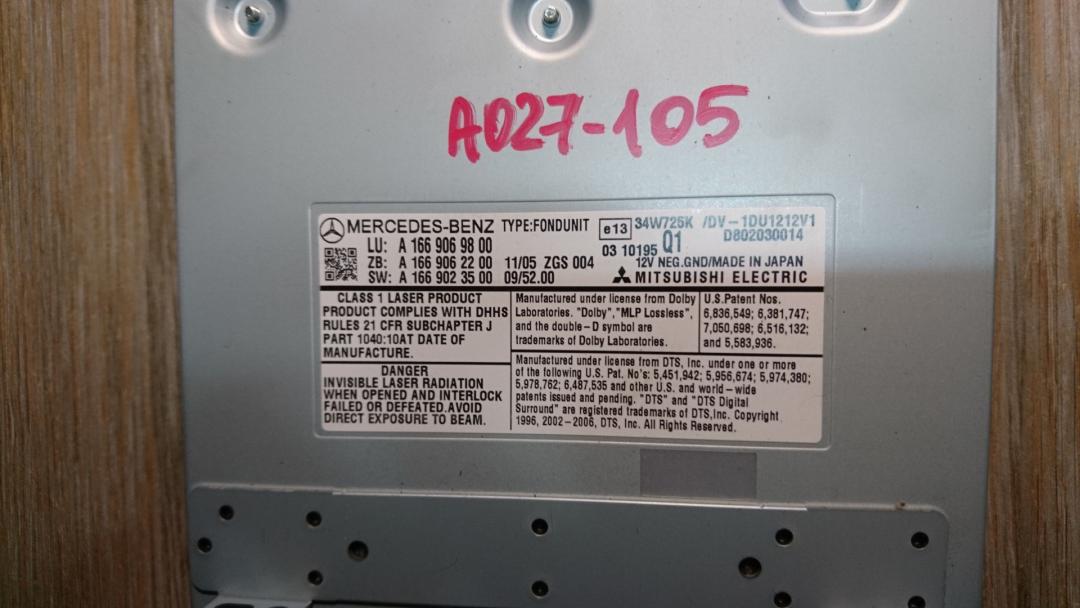 A027-105
MERCEDES-BENZ TYPE:FONDUNIT e13 34W725K /DV-1DU1212V1
LU: A 166 906 98 00 03 10195 Q1 D802030014
ZB: A 166 906 22 00 11/05 ZGS 004 12V NEG.GND/MADE IN JAPAN
SW: A 166 902 35 00 09/52.00 MITSUBISHI ELECTRIC
CLASS 1 LASER PRODUCT
PRODUCT COMPLIES WITH DHHS
RULES 21 CFR SUBCHAPTER J
PART 1040:10AT DATE OF
MANUFACTURE.
DANGER
INVISIBLE LASER RADIATION
WHEN OPENED AND INTERLOCK
FAILED OR DEFEATED.AVOID
DIRECT EXPOSURE TO BEAM.
Manufactured under license from Dolby
Laboratories. "Dolby","MLP Lossless",
and the double-D symbol are
trademarks of Dolby Laboratories.
U.S.Patent Nos.
6,836,549; 6,381,747;
7,050,698; 6,516,132;
and 5,583,936.
Manufactured under license from DTS, Inc. under one or more
of the following U.S. Pat. No's: 5,451,942; 5,956,674; 5,974,380;
5,978,762; 6,487,535 and other U.S. and world-wide
patents issued and pending. "DTS" and "DTS Digital
Surround" are registered trademarks of DTS,Inc. Copyright
1996, 2002-2006, DTS, Inc. All Rights Reserved.